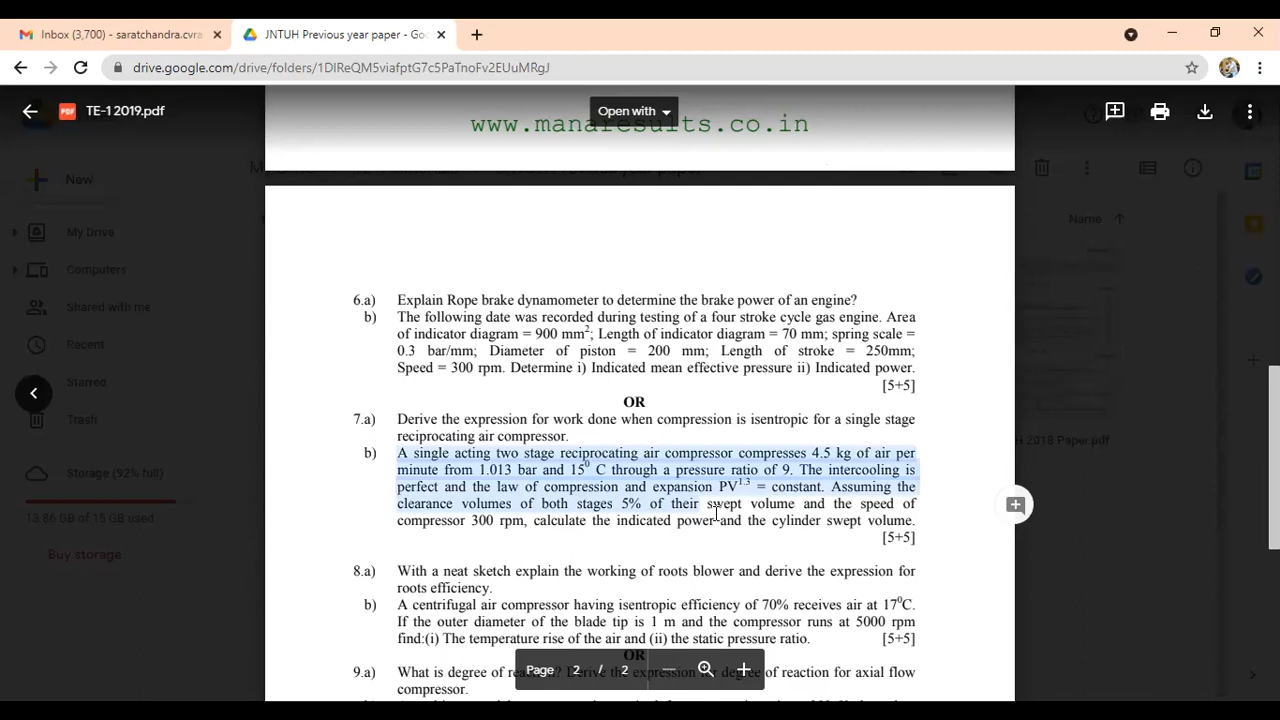 Inbox (3,700) - saratchandra.cvra
JNTUH Previous year paper - Goo
drive.google.com/drive/folders/1DIReQM5viafptG7c5PaTnoFv2EUuMRgJ
TE-1 2019.pdf
Open with
www.manaresults.co.in
New
Name
My Drive
Computers
Shared with me
Recent
Starred
Trash
Storage (92% full)
13.86 GB of 15 GB used
Buy storage
6.a) Explain Rope brake dynamometer to determine the brake power of an engine?
b) The following date was recorded during testing of a four stroke cycle gas engine. Area
of indicator diagram = 900 mm²; Length of indicator diagram = 70 mm; spring scale =
0.3 bar/mm; Diameter of piston = 200 mm; Length of stroke = 250mm;
Speed = 300 rpm. Determine i) Indicated mean effective pressure ii) Indicated power.
[5+5]
OR
7.a) Derive the expression for work done when compression is isentropic for a single stage
reciprocating air compressor.
b) A single acting two stage reciprocating air compressor compresses 4.5 kg of air per
minute from 1.013 bar and 15⁰ C through a pressure ratio of 9. The intercooling is
perfect and the law of compression and expansion PV¹·³ = constant. Assuming the
clearance volumes of both stages 5% of their swept volume and the speed of
compressor 300 rpm, calculate the indicated power and the cylinder swept volume.
[5+5]
8.a) With a neat sketch explain the working of roots blower and derive the expression for
roots efficiency.
b) A centrifugal air compressor having isentropic efficiency of 70% receives air at 17⁰C.
If the outer diameter of the blade tip is 1 m and the compressor runs at 5000 rpm
find:(i) The temperature rise of the air and (ii) the static pressure ratio. [5+5]
OR
9.a) What is degree of Derive the expression degree of reaction for axial flow
compressor.
Page 2 / 2
8 2018 Paper.pdf